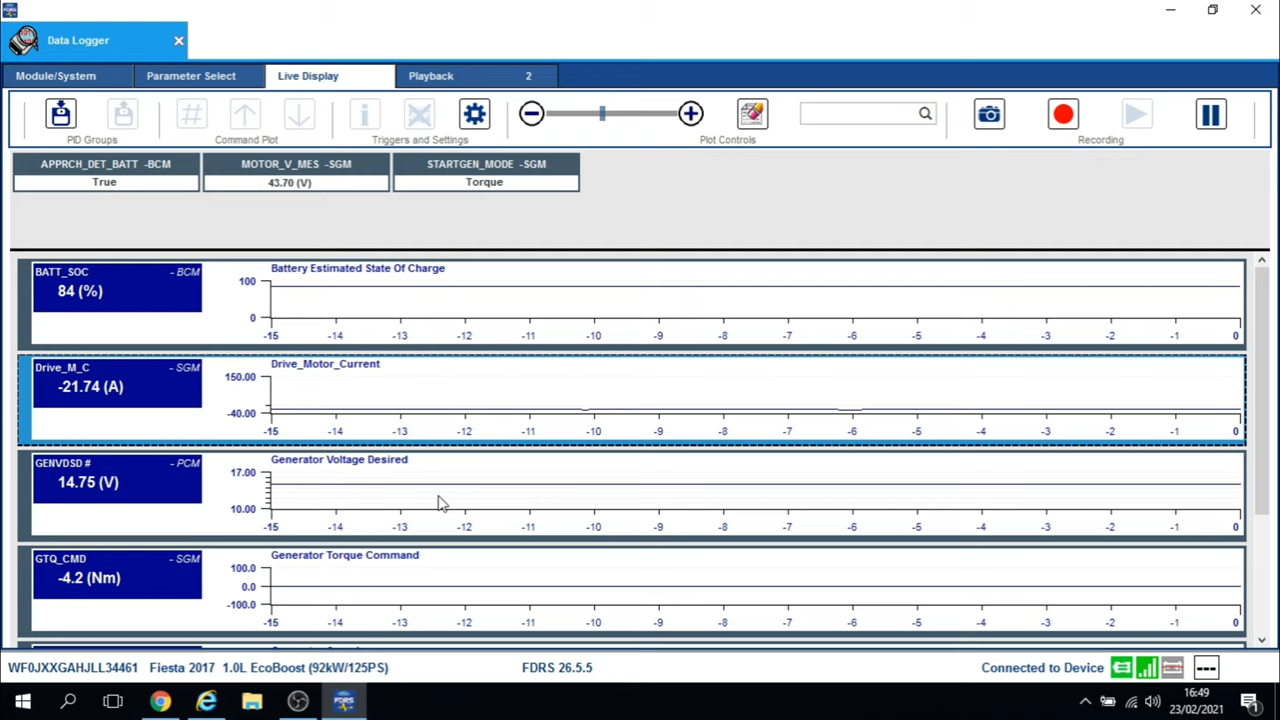 FDRS
Data Logger
Module/System Parameter Select Live Display Playback 2
PID Groups Command Plot Triggers and Settings Plot Controls Recording
APPRCH_DET_BATT -BCM MOTOR_V_MES -SGM STARTGEN_MODE -SGM
True 43.70 (V) Torque
BATT_SOC - BCM
84 (%)
Battery Estimated State Of Charge
100
0
-15 -14 -13 -12 -11 -10 -9 -8 -7 -6 -5 -4 -3 -2 -1 0
Drive_M_C - SGM
-21.74 (A)
Drive_Motor_Current
150.00
-40.00
-15 -14 -13 -12 -11 -10 -9 -8 -7 -6 -5 -4 -3 -2 -1 0
GENVDSD # - PCM
14.75 (V)
Generator Voltage Desired
17.00
10.00
-15 -14 -13 -12 -11 -10 -9 -8 -7 -6 -5 -4 -3 -2 -1 0
GTQ_CMD - SGM
-4.2 (Nm)
Generator Torque Command
100.0
0.0
-100.0
-15 -14 -13 -12 -11 -10 -9 -8 -7 -6 -5 -4 -3 -2 -1 0
WF0JXXGAHJLL34461 Fiesta 2017 1.0L EcoBoost (92kW/125PS) FDRS 26.5.5 Connected to Device ---
16:49
23/02/2021
1